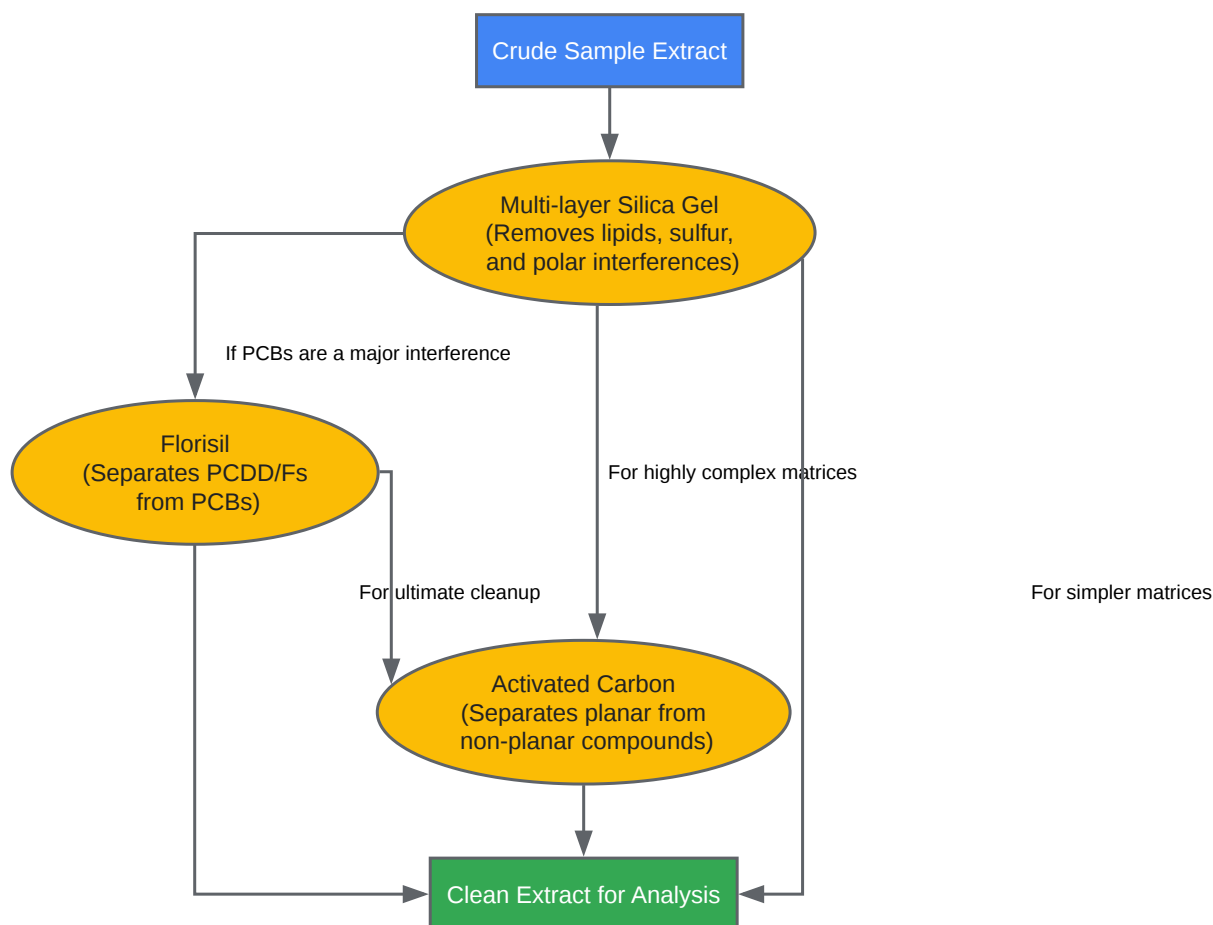 Crude Sample Extract
Multi-layer Silica Gel
(Removes lipids, sulfur,
and polar interferences)
If PCBs are a major interference
Florisil
(Separates PCDD/Fs
from PCBs)
For highly complex matrices
For ultimate cleanup
For simpler matrices
Activated Carbon
(Separates planar from
non-planar compounds)
Clean Extract for Analysis